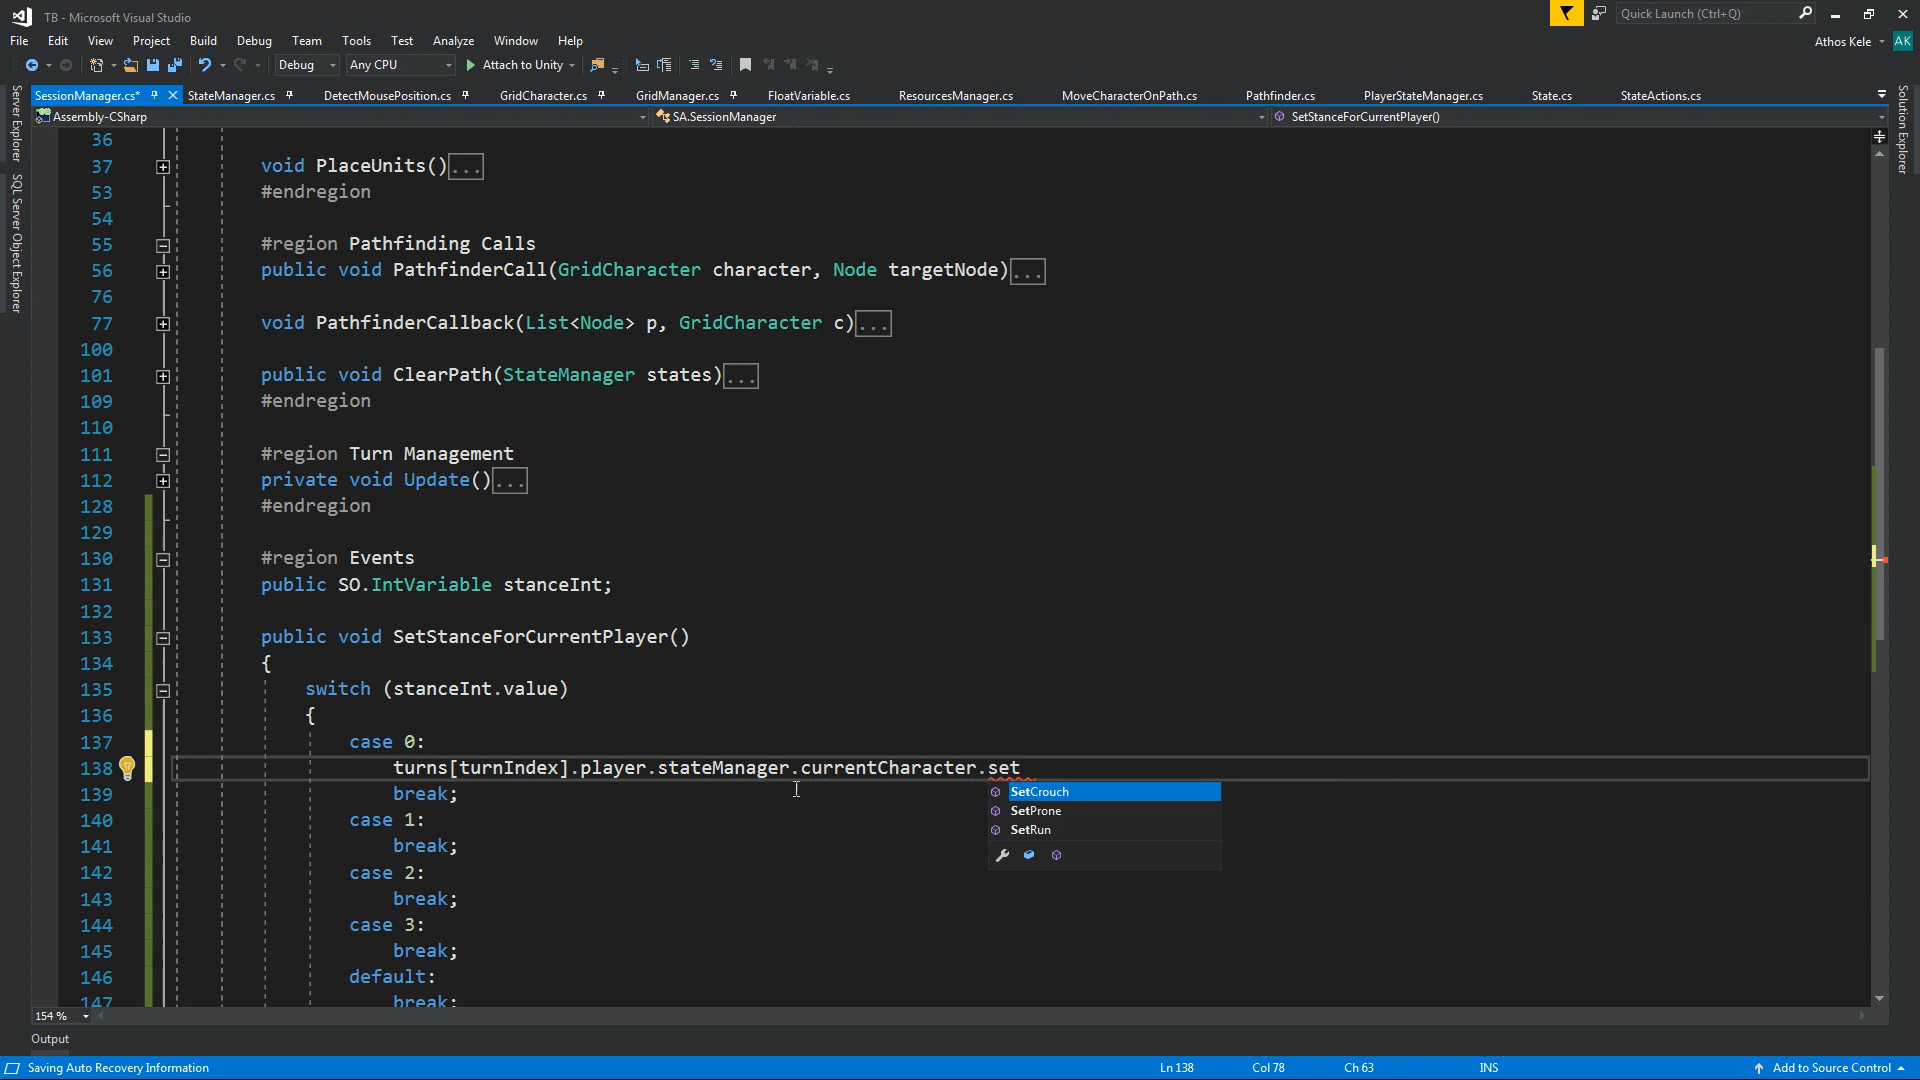 TB - Microsoft Visual Studio
Quick Launch (Ctrl+Q)
File Edit View Project Build Debug Team Tools Test Analyze Window Help
Athos Kele AK
Debug Any CPU Attach to Unity
SessionManager.cs* StateManager.cs DetectMousePosition.cs GridCharacter.cs GridManager.cs FloatVariable.cs ResourcesManager.cs MoveCharacterOnPath.cs Pathfinder.cs PlayerStateManager.cs State.cs StateActions.cs
Assembly-CSharp SA.SessionManager SetStanceForCurrentPlayer()
Server Explorer
SQL Server Object Explorer
Solution Explorer
36
37 void PlaceUnits()...
53 #endregion
54
55 #region Pathfinding Calls
56 public void PathfinderCall(GridCharacter character, Node targetNode)...
76
77 void PathfinderCallback(List<Node> p, GridCharacter c)...
100
101 public void ClearPath(StateManager states)...
109 #endregion
110
111 #region Turn Management
112 private void Update()...
128 #endregion
129
130 #region Events
131 public SO.IntVariable stanceInt;
132
133 public void SetStanceForCurrentPlayer()
134 {
135 switch (stanceInt.value)
136 {
137 case 0:
138 turns[turnIndex].player.stateManager.currentCharacter.set
SetCrouch
SetProne
SetRun
139 break;
140 case 1:
141 break;
142 case 2:
143 break;
144 case 3:
145 break;
146 default:
147 break;
154 %
Output
Saving Auto Recovery Information Ln 138 Col 78 Ch 63 INS Add to Source Control